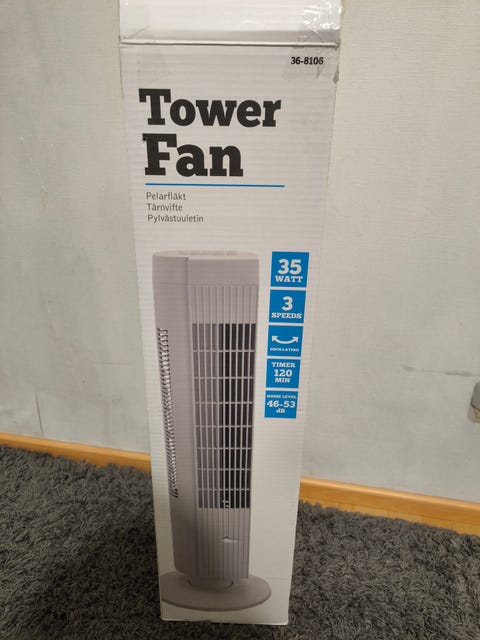 36-8106
Tower
Fan
Pelarfläkt
Tårnvifte
Pylvästuuletin
35
WATT
3
SPEEDS
OSCILLATING
TIMER
120
MIN
NOISE LEVEL
46-53
dB